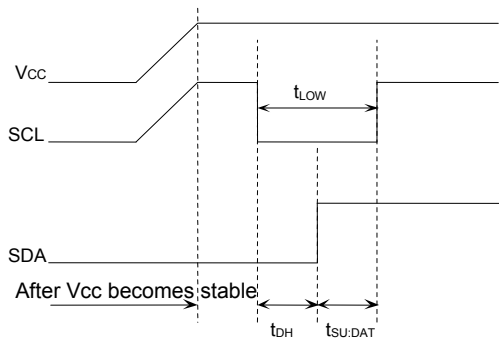 VCC
tLOW
SCL
SDA
After Vcc becomes stable
tDH
tSU;DAT